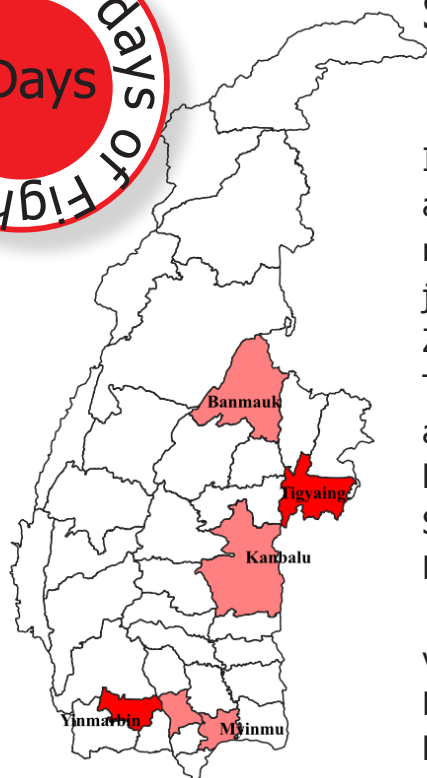 Days
days of Figh
Banmauk
Tigyaing
Kanbalu
Yinmarbin
Myinmu